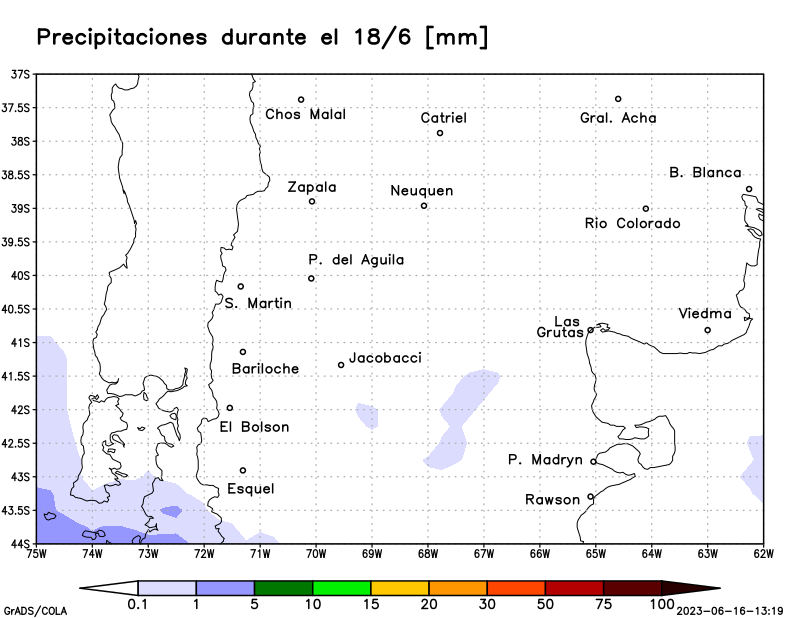 Precipitaciones durante el 18/6 [mm]
37S
37.5S
38S
38.5S
39S
39.5S
40S
40.5S
41S
41.5S
42S
42.5S
43S
43.5S
44S
Chos Malal
Catriel
Gral. Acha
B. Blanca
Zapala
Neuquen
Rio Colorado
P. del Aguila
S. Martin
Las
Grutas
Viedma
Bariloche
Jacobacci
El Bolson
P. Madryn
Esquel
Rawson
75W 74W 73W 72W 71W 70W 69W 68W 67W 66W 65W 64W 63W 62W
0.1 1 5 10 15 20 30 50 75 100
GrADS/COLA
2023-06-16-13:19